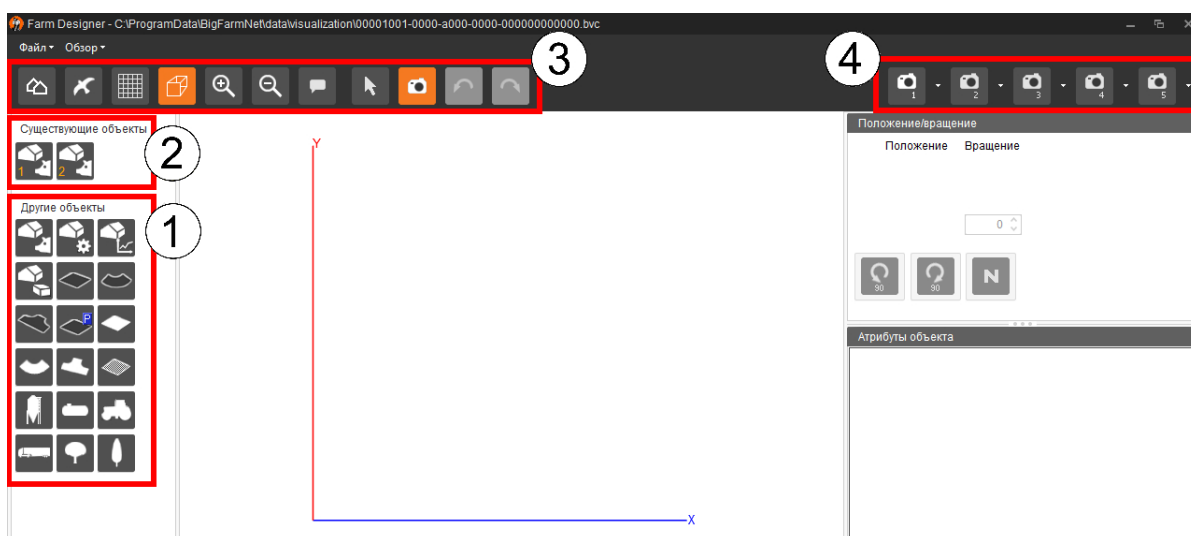 Farm Designer - C:\ProgramData\BigFarmNet\data\visualization\00001001-0000-a000-0000-000000000000.bvc
Файл Обзор
3
4
1 2 3 4 5
Существующие объекты
1 2
2
Положение/вращение
Положение Вращение
Y
Другие объекты
1
P
0
90 90 N
Атрибуты объекта
X